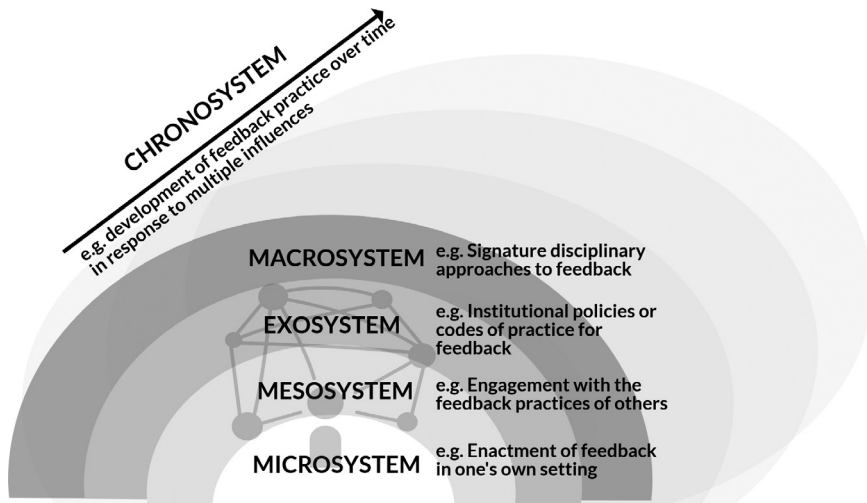 CHRONOSYSTEM
e.g. development of feedback practice over time
in response to multiple influences
MACROSYSTEM
e.g. Signature disciplinary
approaches to feedback
EXOSYSTEM
e.g. Institutional policies or
codes of practice for
feedback
MESOSYSTEM
e.g. Engagement with the
feedback practices of others
MICROSYSTEM
e.g. Enactment of feedback
in one's own setting